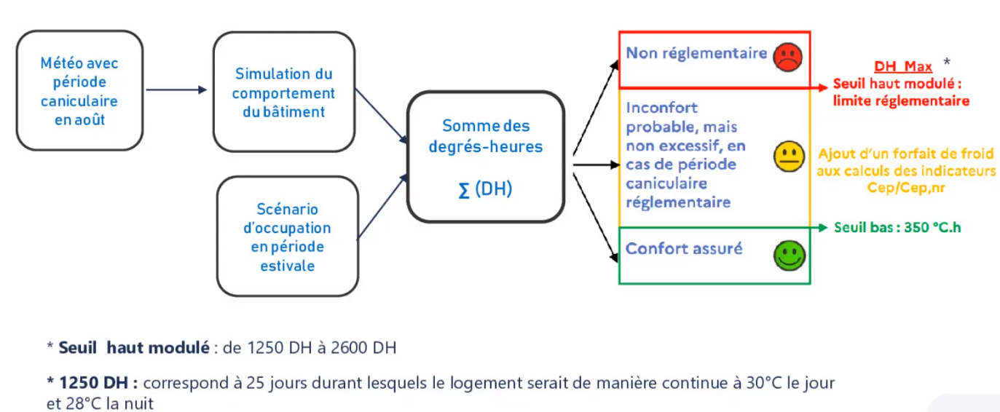 Météo avec
période
caniculaire
en août
Simulation du
comportement
du bâtiment
Scénario
d'occupation
en période
estivale
Somme des
degrés-heures
∑ (DH)
Non réglementaire
Inconfort
probable, mais
non excessif, en
cas de période
caniculaire
réglementaire
Confort assuré
DH_Max *
Seuil haut modulé :
limite réglementaire
Ajout d'un forfait de froid
aux calculs des indicateurs
Cep/Cep,nr
Seuil bas : 350 °C.h
* Seuil haut modulé : de 1250 DH à 2600 DH
* 1250 DH : correspond à 25 jours durant lesquels le logement serait de manière continue à 30°C le jour
et 28°C la nuit